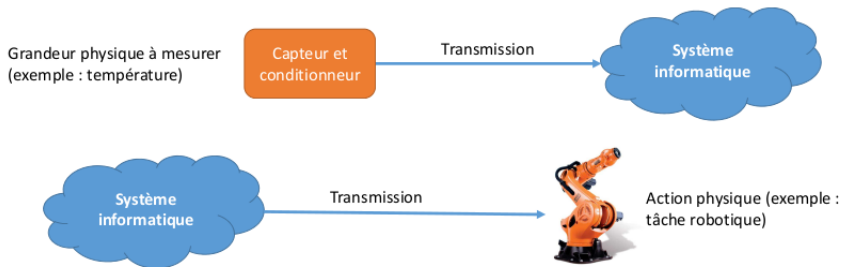 Grandeur physique à mesurer
(exemple : température)
Capteur et
conditionneur
Transmission
Système
informatique
Système
informatique
Transmission
Action physique (exemple :
tâche robotique)